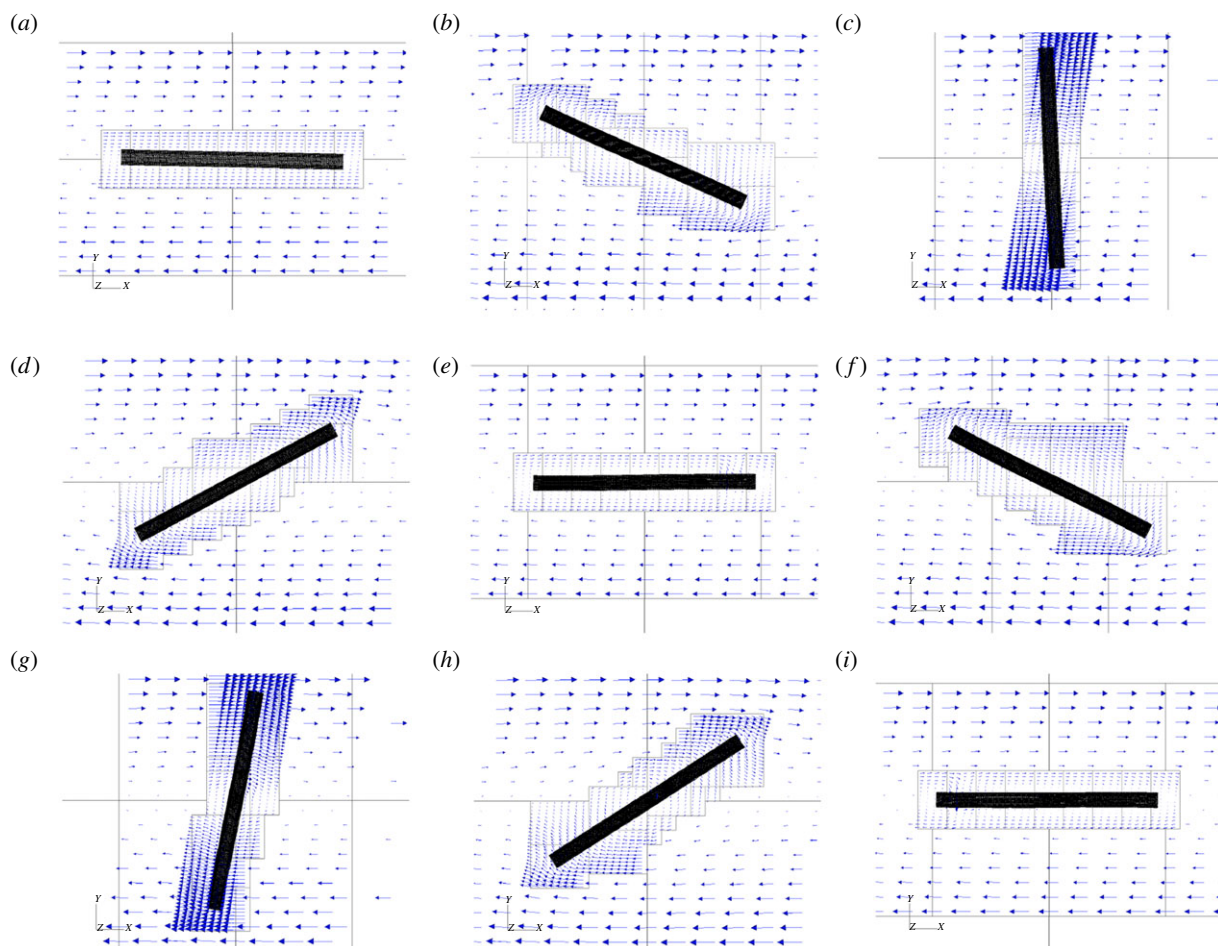 (a) (b) (c)
Y
Z X
Y
Z X
Y
Z X
(d) (e) (f)
Y
Z X
Y
Z X
Y
Z X
(g) (h) (i)
Y
Z X
Y
Z X
Y
Z X